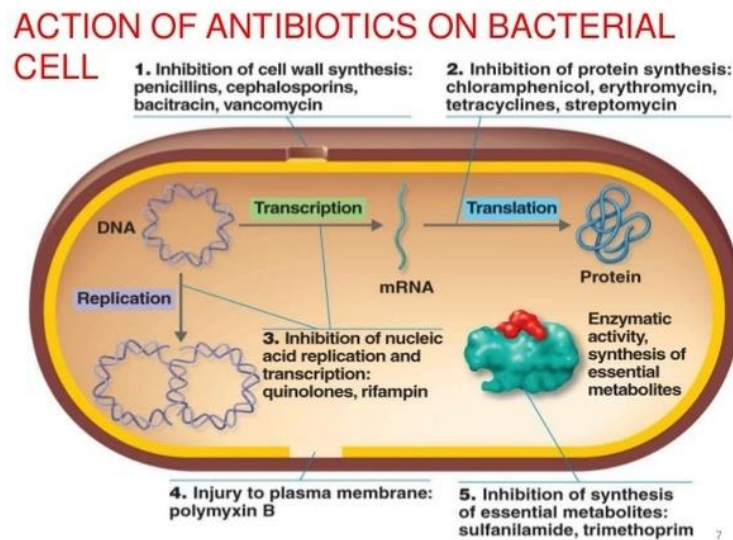 ACTION OF ANTIBIOTICS ON BACTERIAL
CELL
1. Inhibition of cell wall synthesis:
penicillins, cephalosporins,
bacitracin, vancomycin
2. Inhibition of protein synthesis:
chloramphenicol, erythromycin,
tetracyclines, streptomycin
DNA
Transcription
mRNA
Translation
Protein
Replication
3. Inhibition of nucleic
acid replication and
transcription:
quinolones, rifampin
Enzymatic
activity,
synthesis of
essential
metabolites
4. Injury to plasma membrane:
polymyxin B
5. Inhibition of synthesis
of essential metabolites:
sulfanilamide, trimethoprim
7